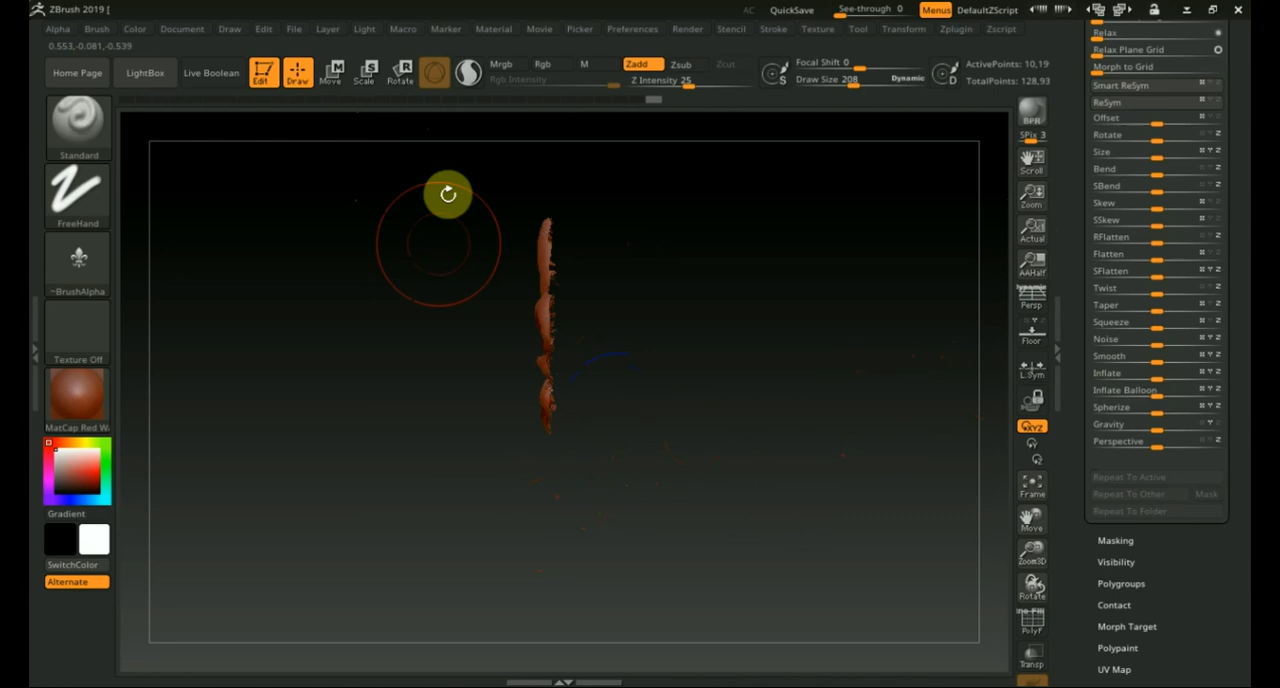 ZBrush 2019 [
AC QuickSave See-through 0 Menus DefaultZScript
Alpha Brush Color Document Draw Edit File Layer Light Macro Marker Material Movie Picker Preferences Render Stencil Stroke Texture Tool Transform Zplugin Zscript
0.553,-0.081,-0.539
Home Page LightBox Live Boolean Edit Draw Move Scale Rotate
Mrgb Rgb M Zadd Zsub Zcut
Rgb Intensity Z Intensity 25
Focal Shift 0
Draw Size 208 Dynamic
ActivePoints: 10,19
TotalPoints: 128,93
Standard
FreeHand
~BrushAlpha
Texture Off
MatCap Red Wa
Gradient
SwitchColor
Alternate
BPR
SPix 3
Scroll
Zoom
Actual
AAHalf
Dynamic
Persp
Floor
L.Sym
XYZ
Frame
Move
Zoom3D
Rotate
PolyF
Transp
Relax
Relax Plane Grid
Morph to Grid
Smart ReSym
ReSym
Offset
Rotate
Size
Bend
SBend
Skew
SSkew
RFlatten
Flatten
SFlatten
Twist
Taper
Squeeze
Noise
Smooth
Inflate
Inflate Balloon
Spherize
Gravity
Perspective
Repeat To Active
Repeat To Other Mask
Repeat To Folder
Masking
Visibility
Polygroups
Contact
Morph Target
Polypaint
UV Map